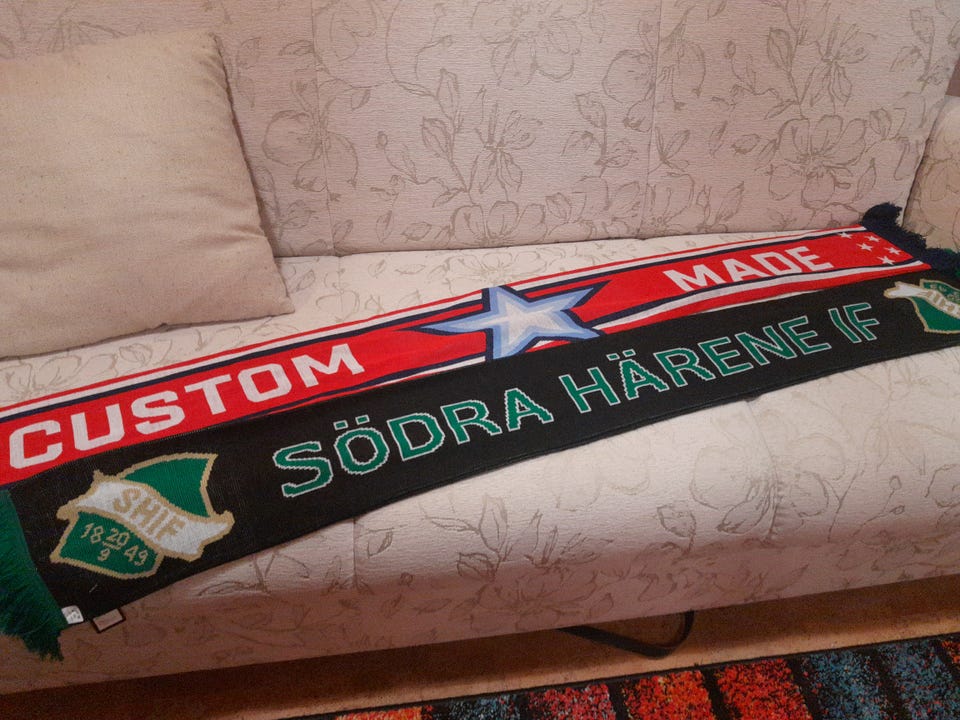 CUSTOM MADE
SÖDRA HÄRENE IF
SHIF
18 20/9 49